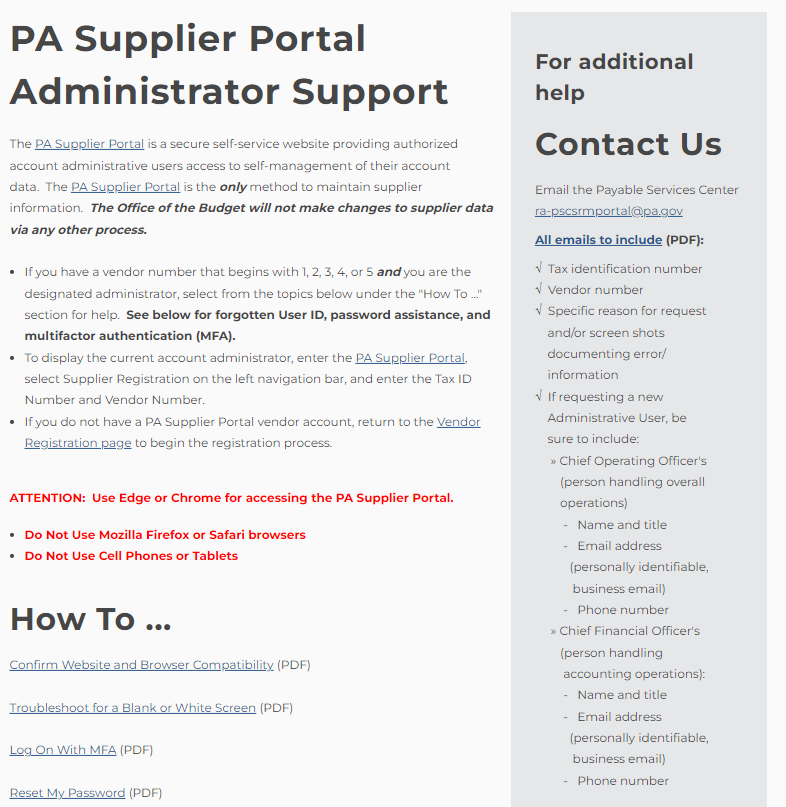 PA Supplier Portal
Administrator Support
The PA Supplier Portal is a secure self-service website providing authorized
account administrative users access to self-management of their account
data.  The PA Supplier Portal is the only method to maintain supplier
information.  The Office of the Budget will not make changes to supplier data
via any other process.
• If you have a vendor number that begins with 1, 2, 3, 4, or 5 and you are the
designated administrator, select from the topics below under the "How To ..."
section for help.  See below for forgotten User ID, password assistance, and
multifactor authentication (MFA).
• To display the current account administrator, enter the PA Supplier Portal,
select Supplier Registration on the left navigation bar, and enter the Tax ID
Number and Vendor Number.
• If you do not have a PA Supplier Portal vendor account, return to the Vendor
Registration page to begin the registration process.
ATTENTION:  Use Edge or Chrome for accessing the PA Supplier Portal.
• Do Not Use Mozilla Firefox or Safari browsers
• Do Not Use Cell Phones or Tablets
How To ...
Confirm Website and Browser Compatibility (PDF)
Troubleshoot for a Blank or White Screen (PDF)
Log On With MFA (PDF)
Reset My Password (PDF)
For additional
help
Contact Us
Email the Payable Services Center
ra-pscsrmportal@pa.gov
All emails to include (PDF):
√ Tax identification number
√ Vendor number
√ Specific reason for request
and/or screen shots
documenting error/
information
√ If requesting a new
Administrative User, be
sure to include:
» Chief Operating Officer's
(person handling overall
operations)
- Name and title
- Email address
(personally identifiable,
business email)
- Phone number
» Chief Financial Officer's
(person handling
accounting operations):
- Name and title
- Email address
(personally identifiable,
business email)
- Phone number